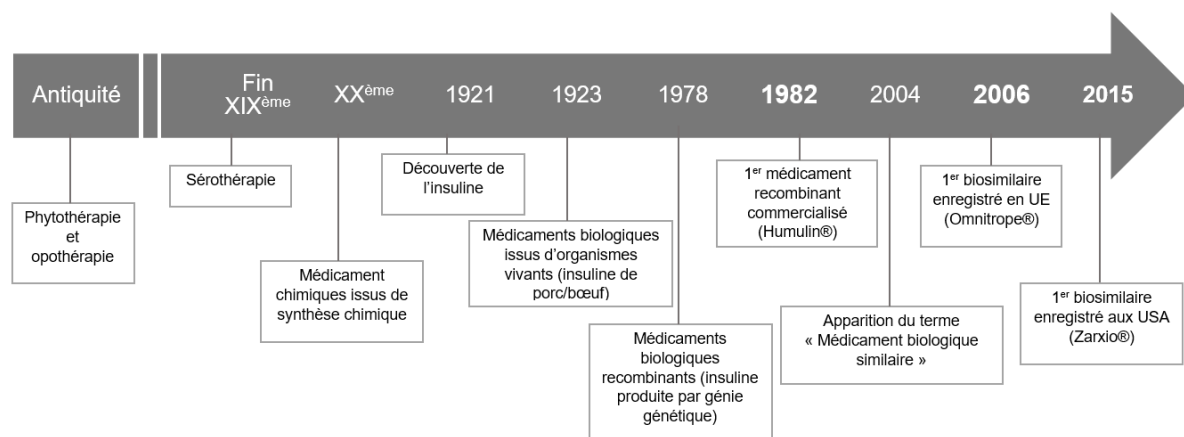 Antiquité
Fin
XIXème
XXème
1921
1923
1978
1982
2004
2006
2015
Phytothérapie
et
opothérapie
Sérothérapie
Médicament
chimiques issus de
synthèse chimique
Découverte de
l’insuline
Médicaments biologiques
issus d’organismes
vivants (insuline de
porc/bœuf)
Médicaments
biologiques
recombinants (insuline
produite par génie
génétique)
1er médicament
recombinant
commercialisé
(Humulin®)
Apparition du terme
« Médicament biologique
similaire »
1er biosimilaire
enregistré en UE
(Omnitrope®)
1er biosimilaire
enregistré aux USA
(Zarxio®)